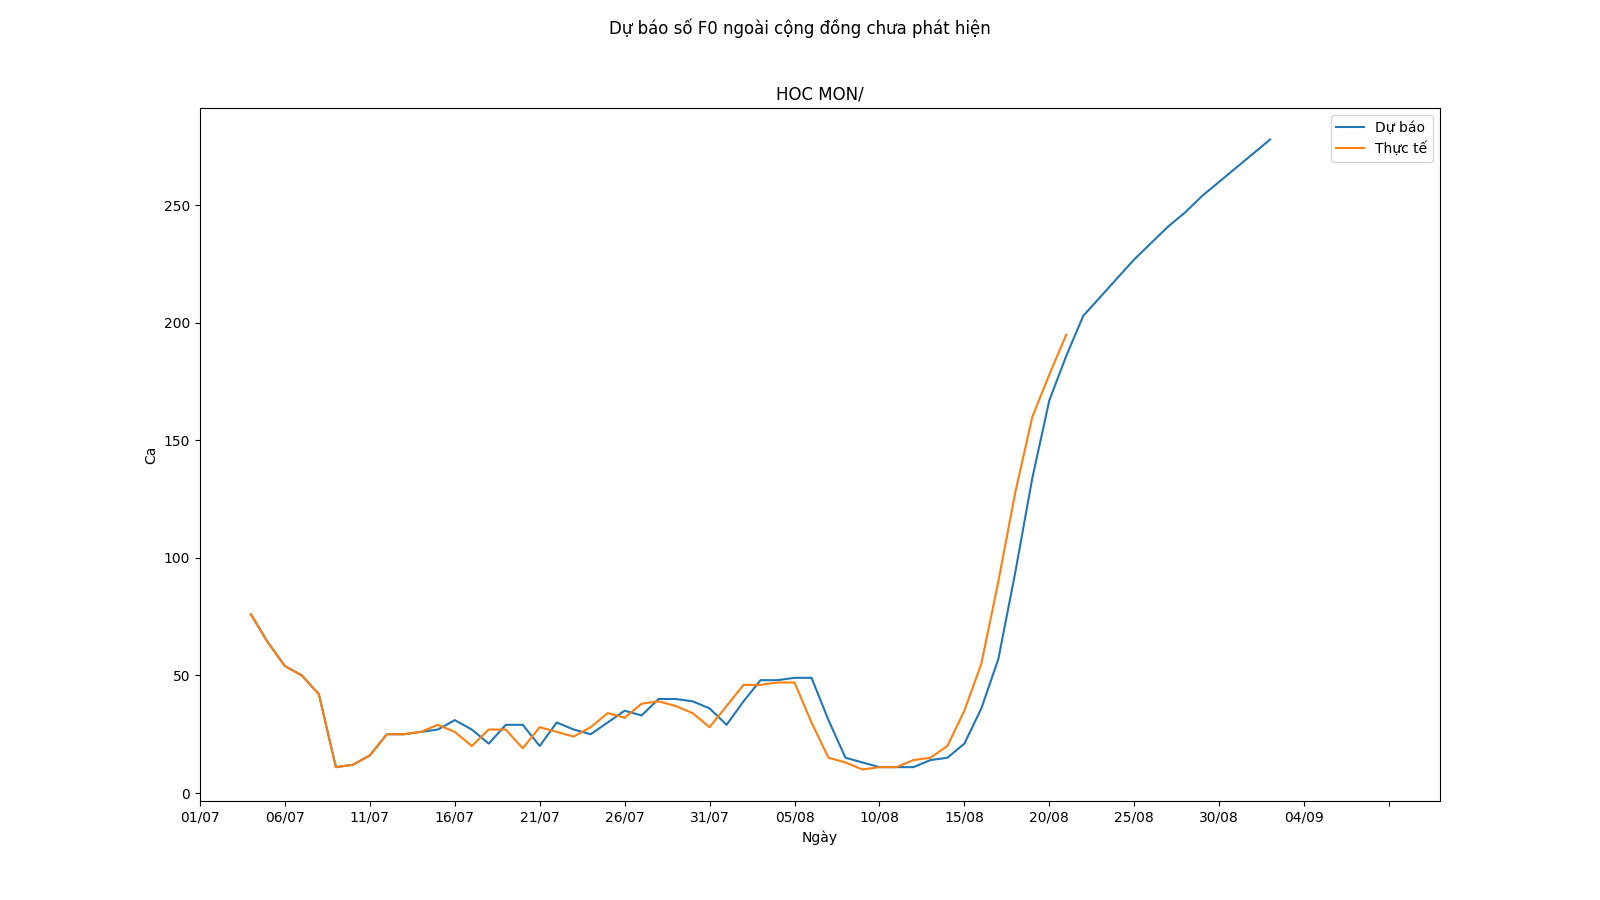 Dự báo số F0 ngoài cộng đồng chưa phát hiện
HOC MON/
Dự báo
Thực tế
250
200
150
100
50
0
Ca
01/07 06/07 11/07 16/07 21/07 26/07 31/07 05/08 10/08 15/08 20/08 25/08 30/08 04/09
Ngày